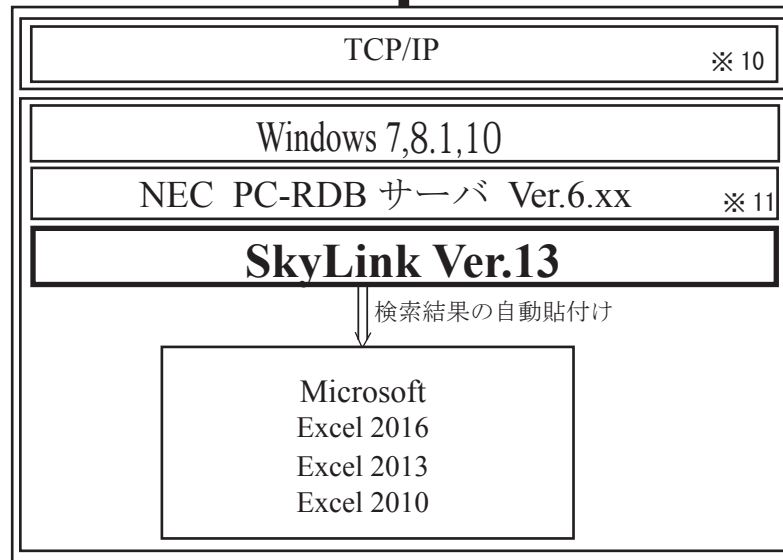 TCP/IP
※10
Windows 7,8.1,10
NEC PC-RDB サーバ Ver.6.xx
※11
SkyLink Ver.13
検索結果の自動貼付け
Microsoft
Excel 2016
Excel 2013
Excel 2010